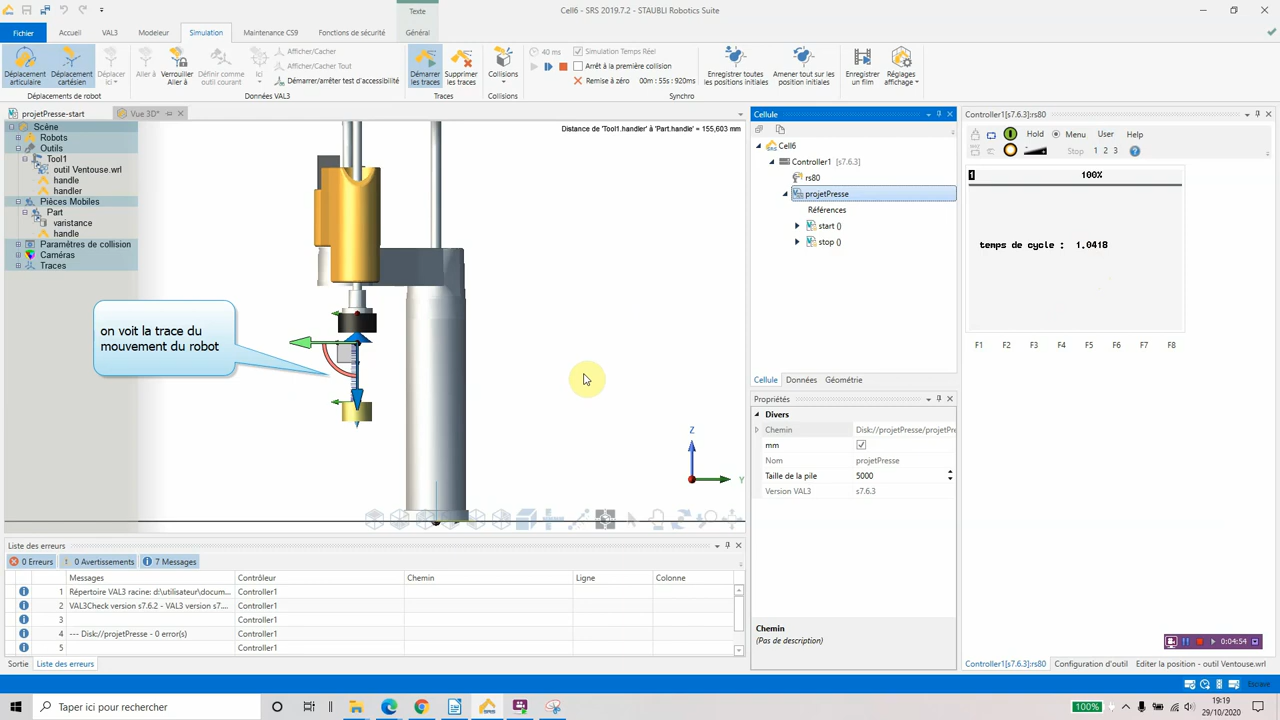 Texte
Cell6 - SRS 2019.7.2 - STAUBLI Robotics Suite
Fichier
Accueil
VAL3
Modeleur
Simulation
Maintenance CS9
Fonctions de sécurité
Général
Déplacement articulaire
Déplacement cartésien
Déplacer ici
Déplacements de robot
Aller à
Verrouiller Aller à
Définir comme outil courant
Ici
Afficher/Cacher
Afficher/Cacher Tout
Démarrer/arrêter test d'accessibilité
Données VAL3
Démarrer les traces
Supprimer les traces
Traces
Collisions
Collisions
40 ms
Simulation Temps Réel
Arrêt à la première collision
Remise à zéro
00m : 55s : 920ms
Synchro
Enregistrer toutes les positions initiales
Amener tout sur les position initiales
Enregistrer un film
Réglages affichage
projetPresse-start
Vue 3D*
Scène
Robots
Outils
Tool1
outil Ventouse.wrl
handle
handler
Pièces Mobiles
Part
varistance
handle
Paramètres de collision
Caméras
Traces
Distance de 'Tool1.handler' à 'Part.handle' = 155,603 mm
on voit la trace du
mouvement du robot
Z
Y
Cellule
Cell6
Controller1 [s7.6.3]
rs80
projetPresse
Références
start ()
stop ()
Cellule
Données
Géométrie
Propriétés
Divers
Chemin
Disk://projetPresse/projetPr
mm
Nom
projetPresse
Taille de la pile
5000
Version VAL3
s7.6.3
Chemin
(Pas de description)
Controller1[s7.6.3]:rs80
Hold
Menu
User
Help
Stop
1 2 3
1
100%
temps de cycle : 1.0418
F1 F2 F3 F4 F5 F6 F7 F8
0:04:54
Controller1[s7.6.3]:rs80
Configuration d'outil
Editer la position - outil Ventouse.wrl
Liste des erreurs
0 Erreurs
0 Avertissements
7 Messages
Messages
Contrôleur
Chemin
Ligne
Colonne
1 Répertoire VAL3 racine: d:\utilisateur\docum... Controller1
2 VAL3Check version s7.6.2 - VAL3 version s7.... Controller1
3 Controller1
4 --- Disk://projetPresse - 0 error(s) Controller1
5 Controller1
Sortie
Liste des erreurs
Esclave
Taper ici pour rechercher
100%
19:19
29/10/2020